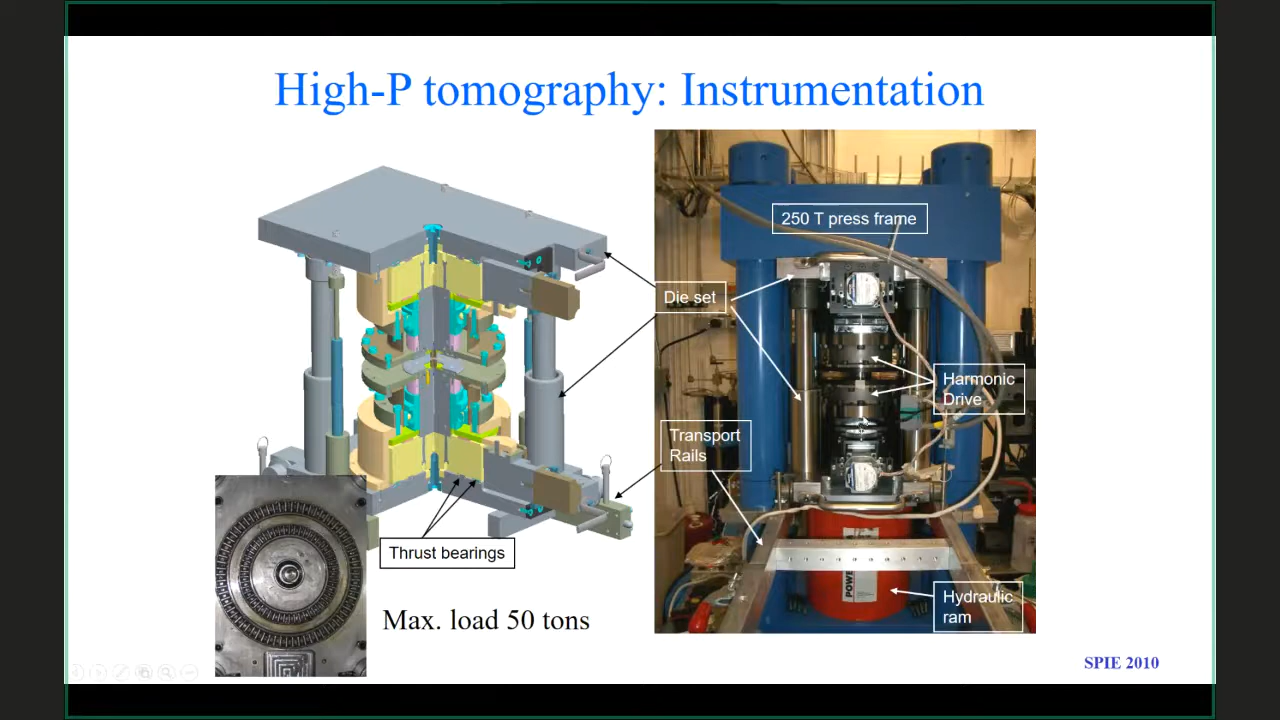 High-P tomography: Instrumentation
250 T press frame
Die set
Harmonic
Drive
Transport
Rails
Thrust bearings
Max. load 50 tons
POWE
Hydraulic
ram
SPIE 2010